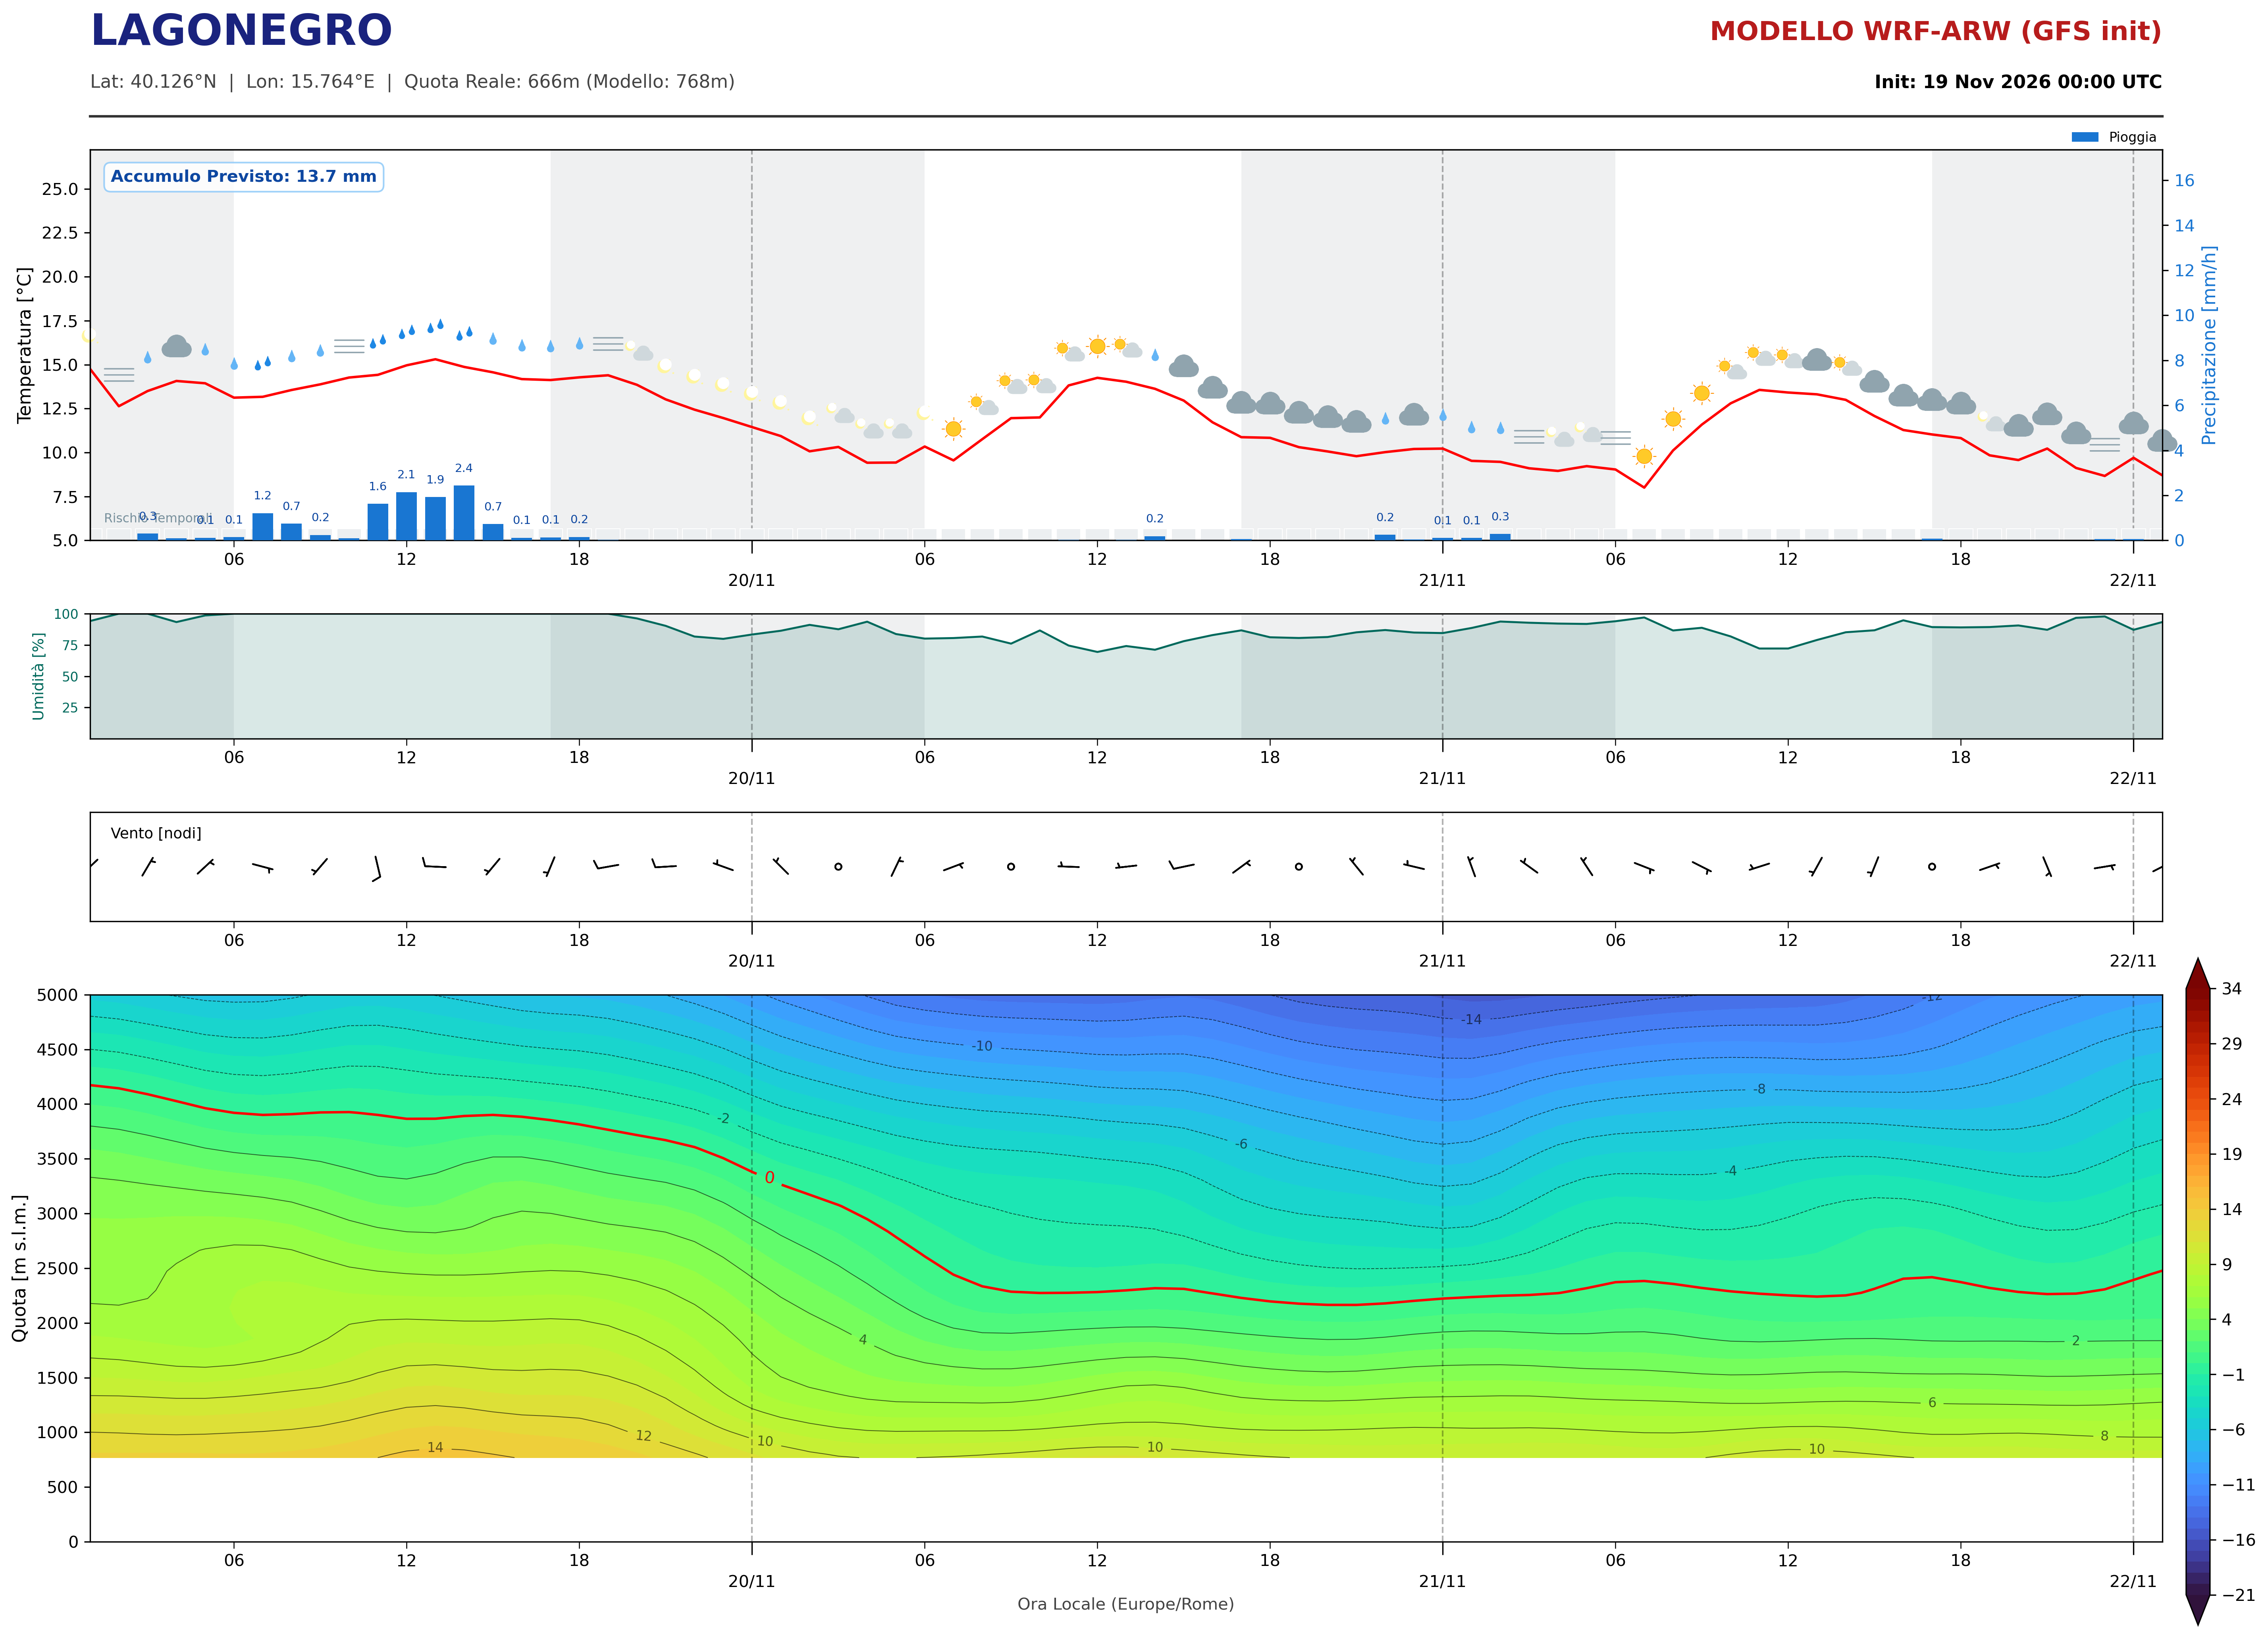 LAGONEGRO
MODELLO WRF-ARW (GFS init)
Lat: 40.126°N | Lon: 15.764°E | Quota Reale: 666m (Modello: 768m)
Init: 19 Nov 2026 00:00 UTC
Pioggia
Accumulo Previsto: 13.7 mm
Temperatura [°C]
25.0
22.5
20.0
17.5
15.0
12.5
10.0
7.5
5.0
Precipitazione [mm/h]
16
14
12
10
8
6
4
2
0
Rischio Temporali
0.3 0.1 0.1 1.2 0.7 0.2 1.6 2.1 1.9 2.4 0.7 0.1 0.1 0.2 0.2 0.2 0.1 0.1 0.3
06 12 18 06 12 18 06 12 18
20/11 21/11 22/11
Umidità [%]
100
75
50
25
06 12 18 06 12 18 06 12 18
20/11 21/11 22/11
Vento [nodi]
06 12 18 06 12 18 06 12 18
20/11 21/11 22/11
Quota [m s.l.m.]
5000
4500
4000
3500
3000
2500
2000
1500
1000
500
0
-12
-14
-10
-8
-2
-6
-4
0
4
2
6
12
10
8
14
10
10
34
29
24
19
14
9
4
−1
−6
−11
−16
−21
06 12 18 06 12 18 06 12 18
20/11 21/11 22/11
Ora Locale (Europe/Rome)